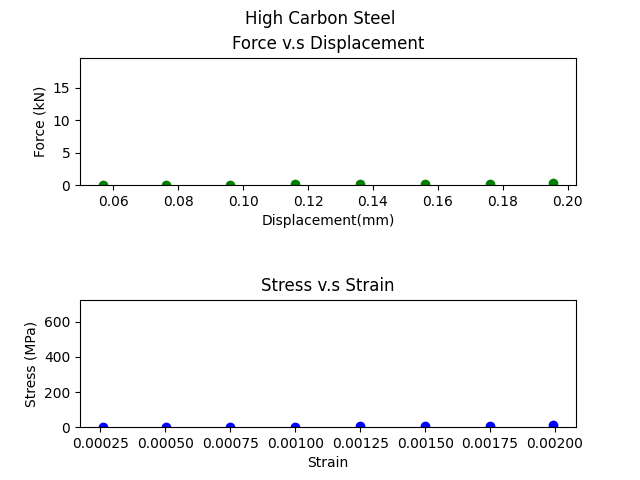 High Carbon Steel
Force v.s Displacement
15
10
5
0
Force (kN)
0.06 0.08 0.10 0.12 0.14 0.16 0.18 0.20
Displacement(mm)
Stress v.s Strain
600
400
200
0
Stress (MPa)
0.00025 0.00050 0.00075 0.00100 0.00125 0.00150 0.00175 0.00200
Strain